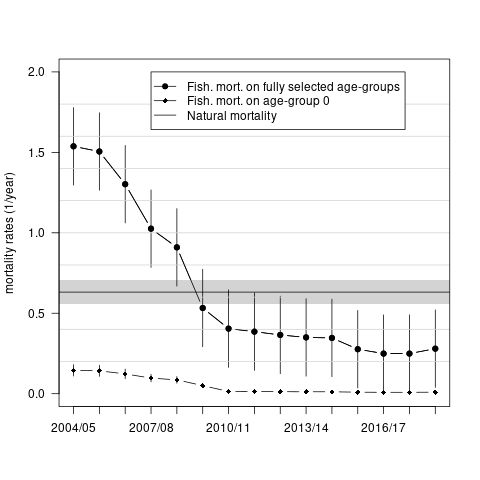 2.0
1.5
1.0
0.5
0.0
mortality rates (1/year)
Fish. mort. on fully selected age-groups
Fish. mort. on age-group 0
Natural mortality
2004/05 2007/08 2010/11 2013/14 2016/17